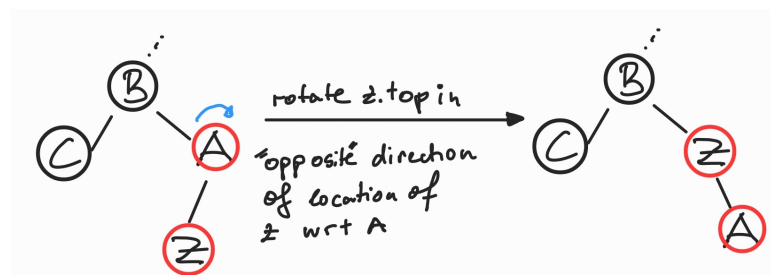 B
C
A
Z
rotate z.top in
"opposite" direction
of location of
z wrt A
B
C
Z
A